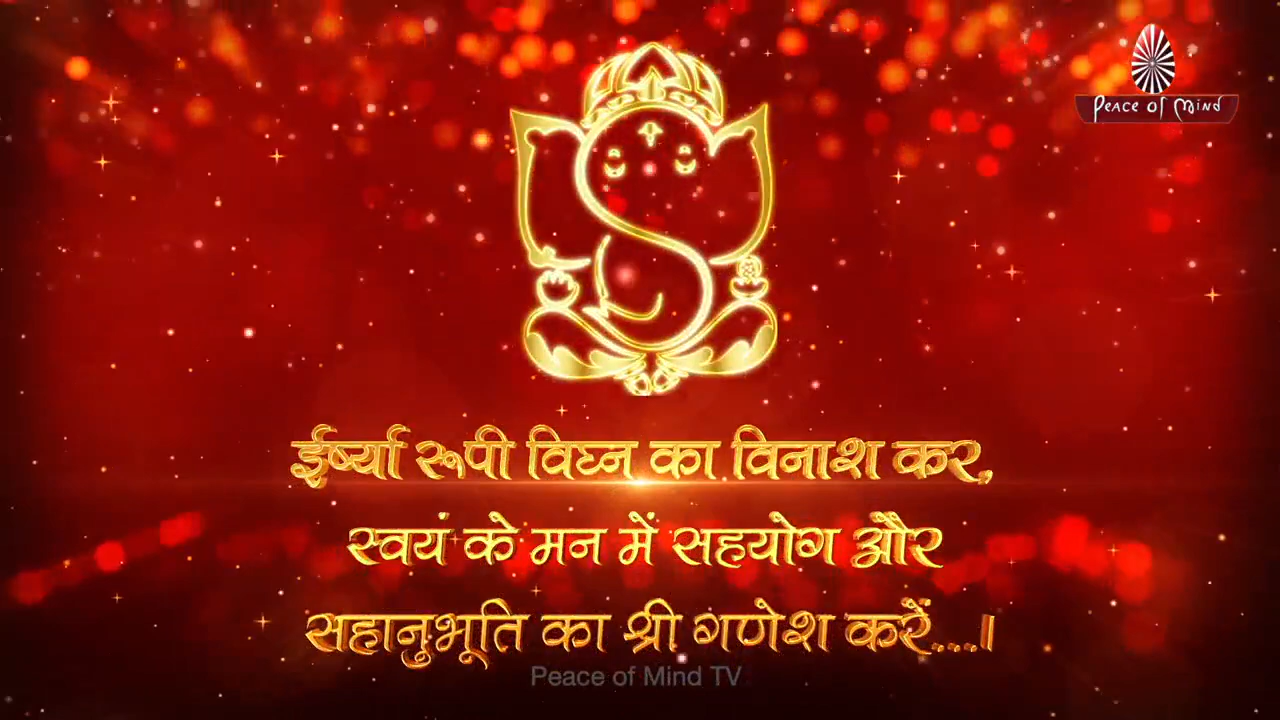 Peace of Mind
ईर्ष्या रूपी विघ्न का विनाश कर,
स्वयं के मन में सहयोग और
सहानुभूति का श्री गणेश करें....।
Peace of Mind TV